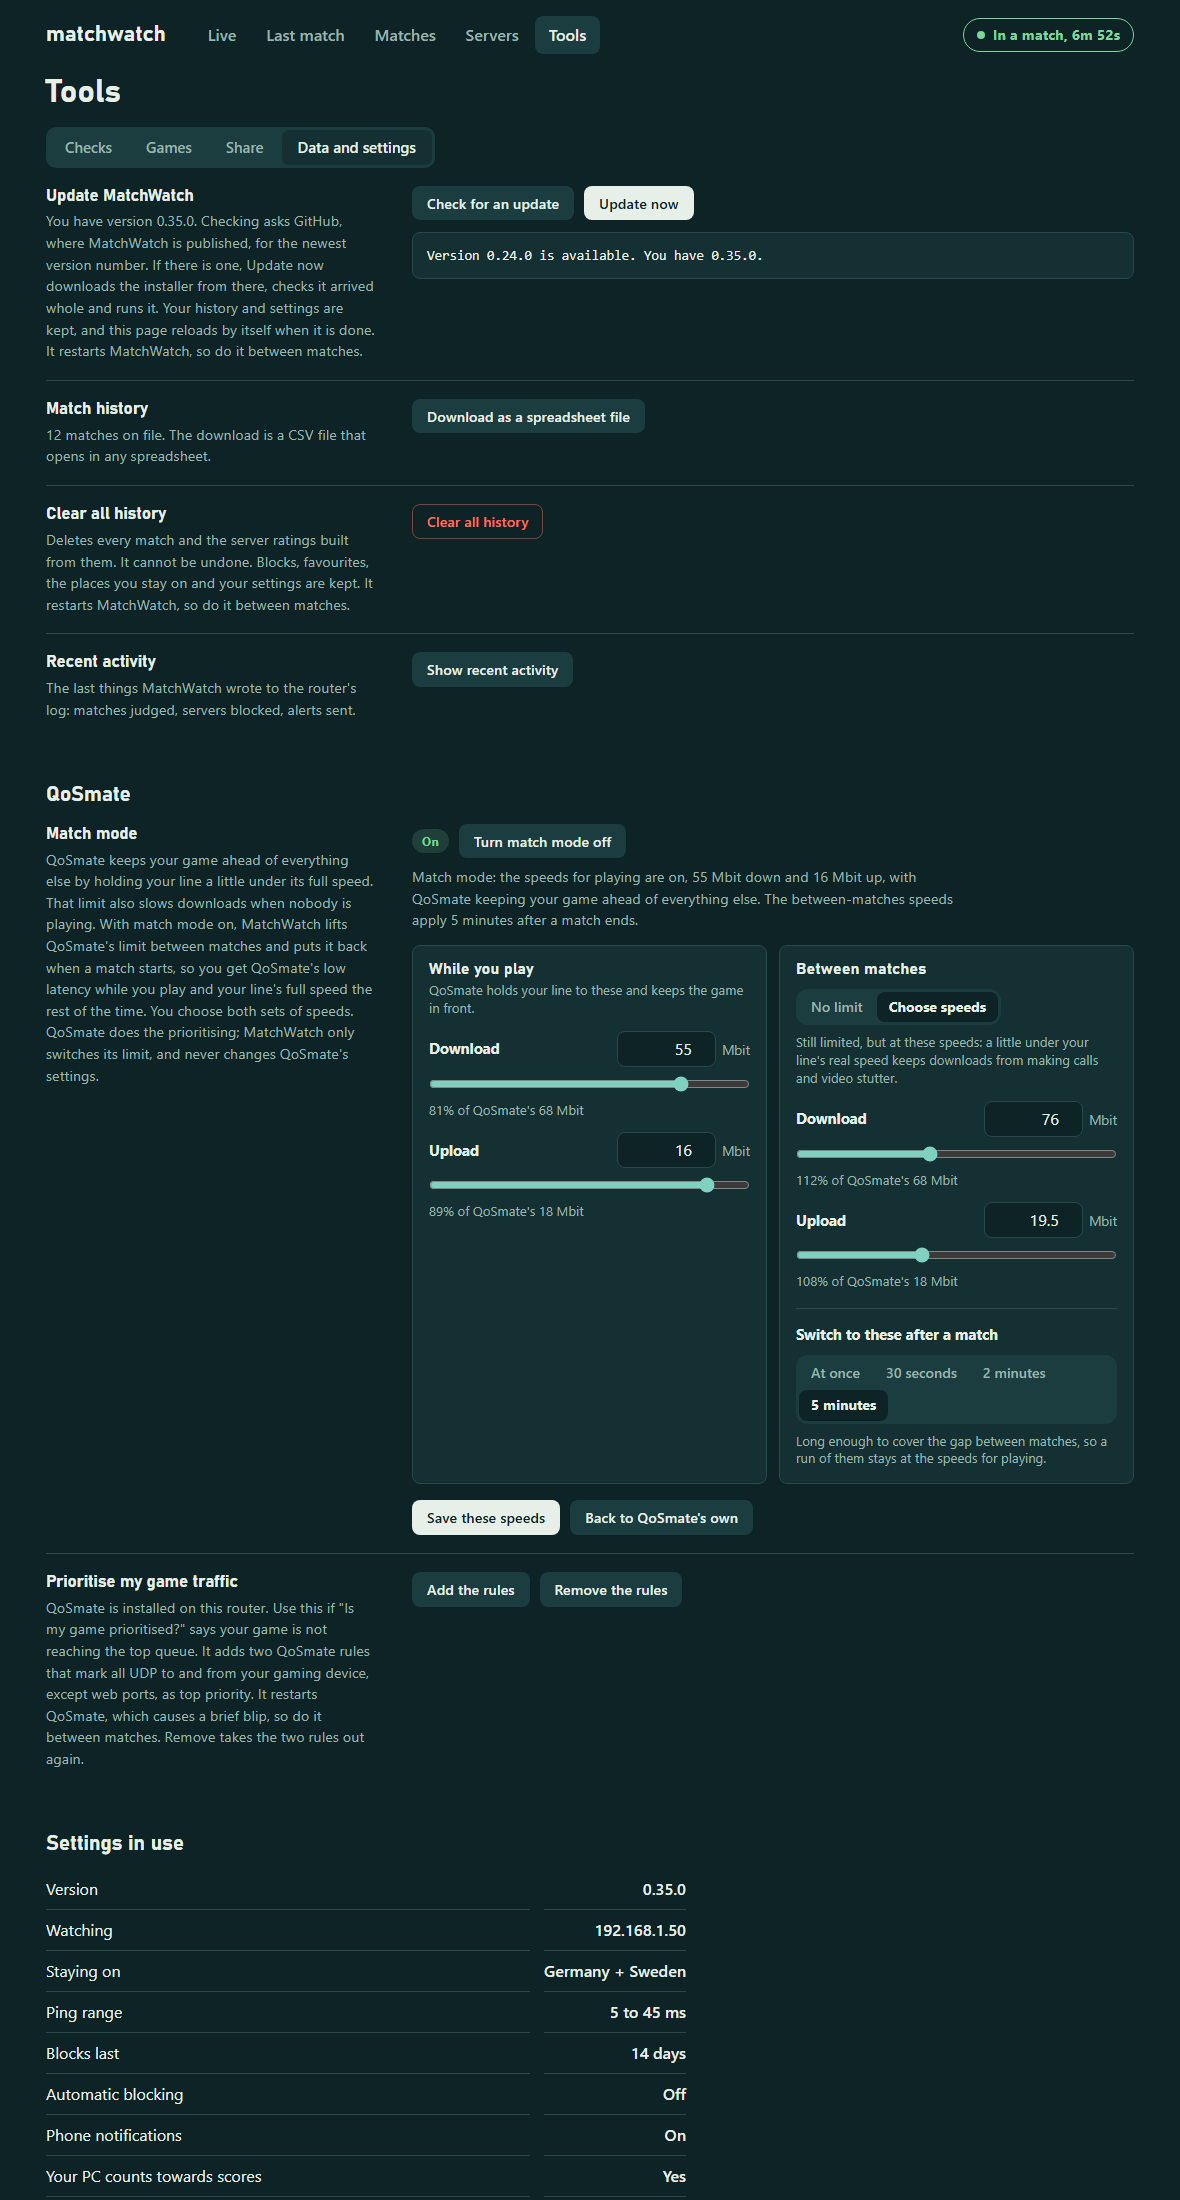 matchwatch
Live
Last match
Matches
Servers
Tools
In a match, 6m 52s
Tools
Checks
Games
Share
Data and settings
Update MatchWatch
You have version 0.35.0. Checking asks GitHub,
where MatchWatch is published, for the newest
version number. If there is one, Update now
downloads the installer from there, checks it arrived
whole and runs it. Your history and settings are
kept, and this page reloads by itself when it is done.
It restarts MatchWatch, so do it between matches.
Check for an update
Update now
Version 0.24.0 is available. You have 0.35.0.
Match history
12 matches on file. The download is a CSV file that
opens in any spreadsheet.
Download as a spreadsheet file
Clear all history
Deletes every match and the server ratings built
from them. It cannot be undone. Blocks, favourites,
the places you stay on and your settings are kept. It
restarts MatchWatch, so do it between matches.
Clear all history
Recent activity
The last things MatchWatch wrote to the router's
log: matches judged, servers blocked, alerts sent.
Show recent activity
QoSmate
Match mode
QoSmate keeps your game ahead of everything
else by holding your line a little under its full speed.
That limit also slows downloads when nobody is
playing. With match mode on, MatchWatch lifts
QoSmate's limit between matches and puts it back
when a match starts, so you get QoSmate's low
latency while you play and your line's full speed the
rest of the time. You choose both sets of speeds.
QoSmate does the prioritising; MatchWatch only
switches its limit, and never changes QoSmate's
settings.
On
Turn match mode off
Match mode: the speeds for playing are on, 55 Mbit down and 16 Mbit up, with
QoSmate keeping your game ahead of everything else. The between-matches speeds
apply 5 minutes after a match ends.
While you play
QoSmate holds your line to these and keeps the game
in front.
Download
55
Mbit
81% of QoSmate's 68 Mbit
Upload
16
Mbit
89% of QoSmate's 18 Mbit
Between matches
No limit
Choose speeds
Still limited, but at these speeds: a little under your
line's real speed keeps downloads from making calls
and video stutter.
Download
76
Mbit
112% of QoSmate's 68 Mbit
Upload
19.5
Mbit
108% of QoSmate's 18 Mbit
Switch to these after a match
At once
30 seconds
2 minutes
5 minutes
Long enough to cover the gap between matches, so a
run of them stays at the speeds for playing.
Save these speeds
Back to QoSmate's own
Prioritise my game traffic
QoSmate is installed on this router. Use this if "Is
my game prioritised?" says your game is not
reaching the top queue. It adds two QoSmate rules
that mark all UDP to and from your gaming device,
except web ports, as top priority. It restarts
QoSmate, which causes a brief blip, so do it
between matches. Remove takes the two rules out
again.
Add the rules
Remove the rules
Settings in use
Version
0.35.0
Watching
192.168.1.50
Staying on
Germany + Sweden
Ping range
5 to 45 ms
Blocks last
14 days
Automatic blocking
Off
Phone notifications
On
Your PC counts towards scores
Yes